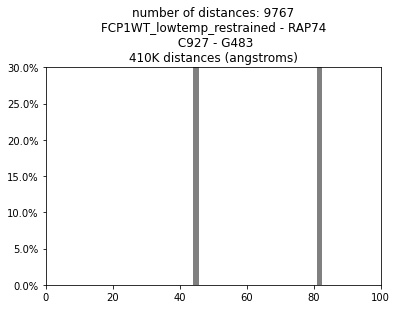 number of distances: 9767
FCP1WT_lowtemp_restrained - RAP74
C927 - G483
410K distances (angstroms)
30.0%
25.0%
20.0%
15.0%
10.0%
5.0%
0.0%
0 20 40 60 80 100